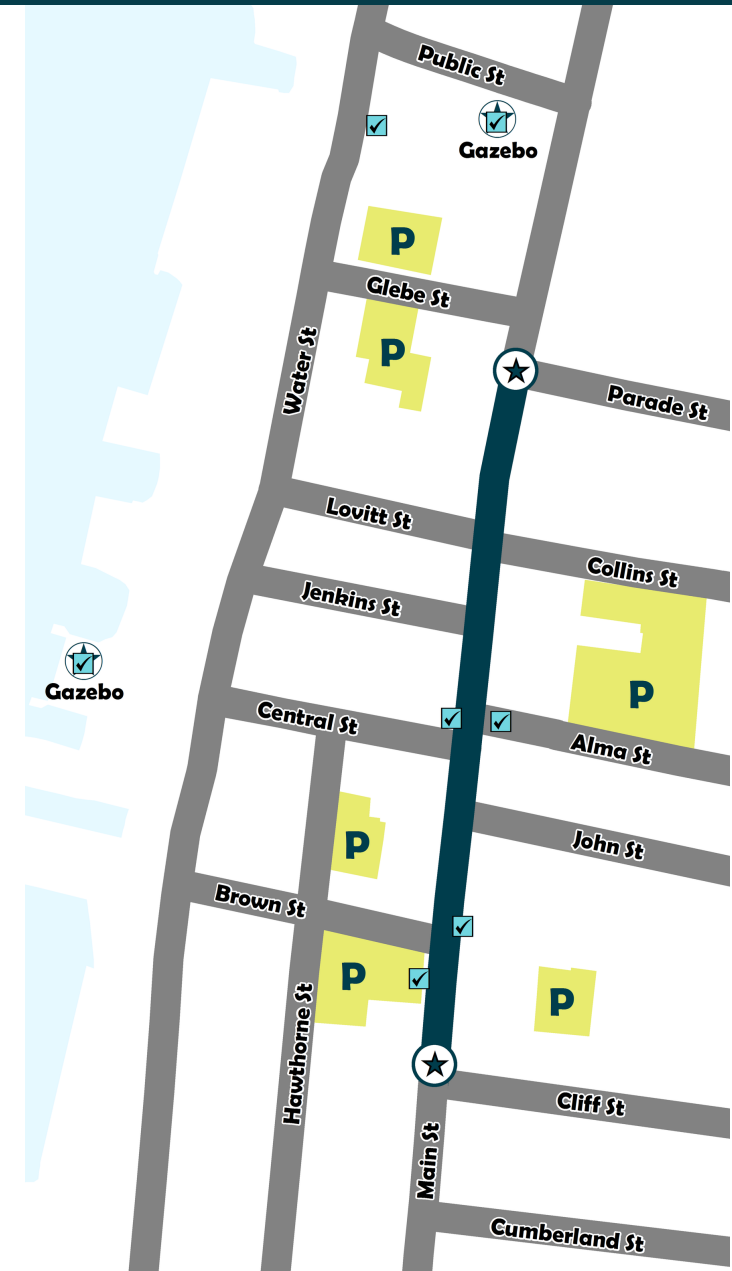 Public St
Gazebo
P
Glebe St
P
Water St
Parade St
Lovitt St
Collins St
Jenkins St
Gazebo
P
Central St
Alma St
P
John St
Brown St
P
P
Hawthorne St
Cliff St
Main St
Cumberland St